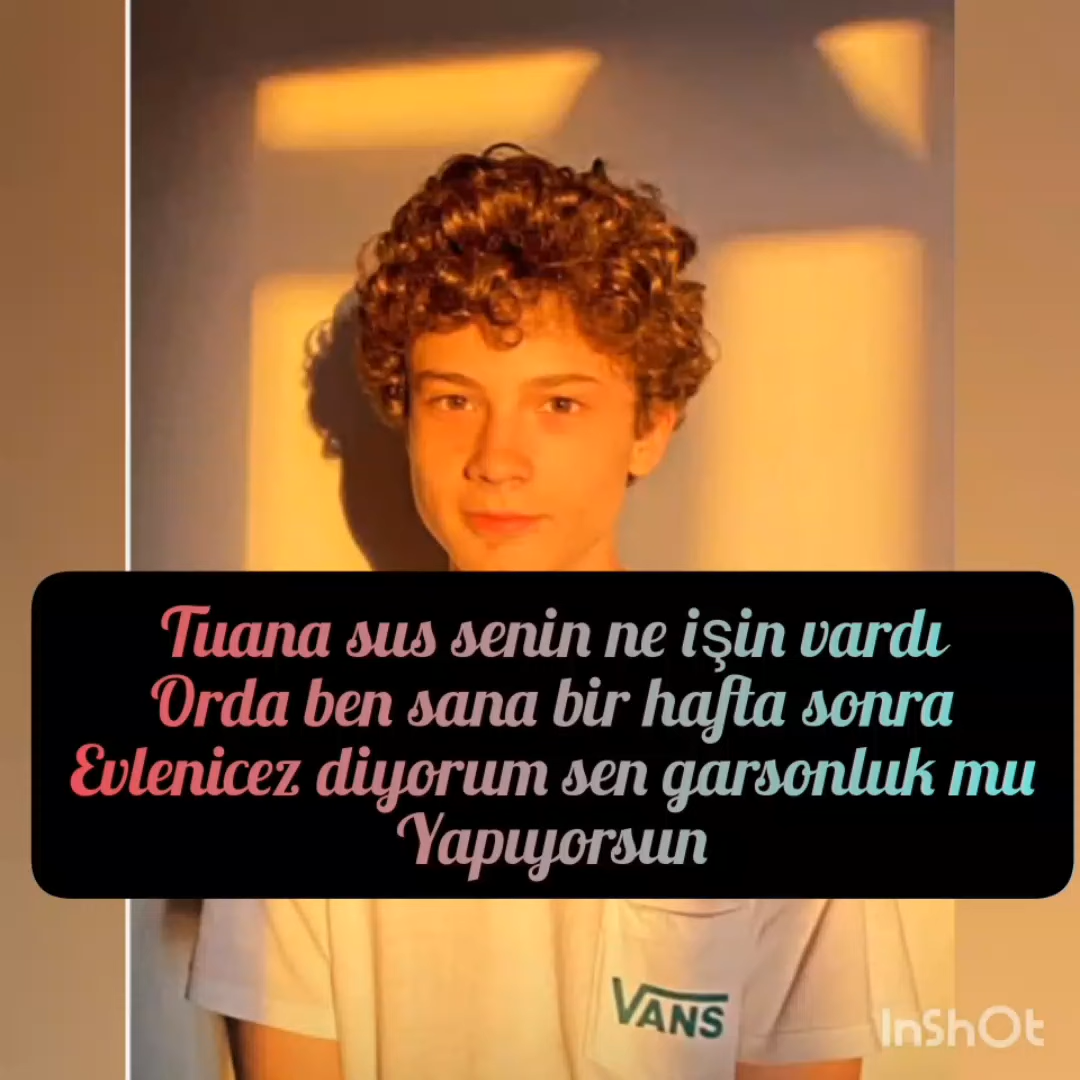 Tuana sus senin ne işin vardı
Orda ben sana bir hafta sonra
Evlenicez diyorum sen garsonluk mu
Yapıyorsun
VANS
InShOt